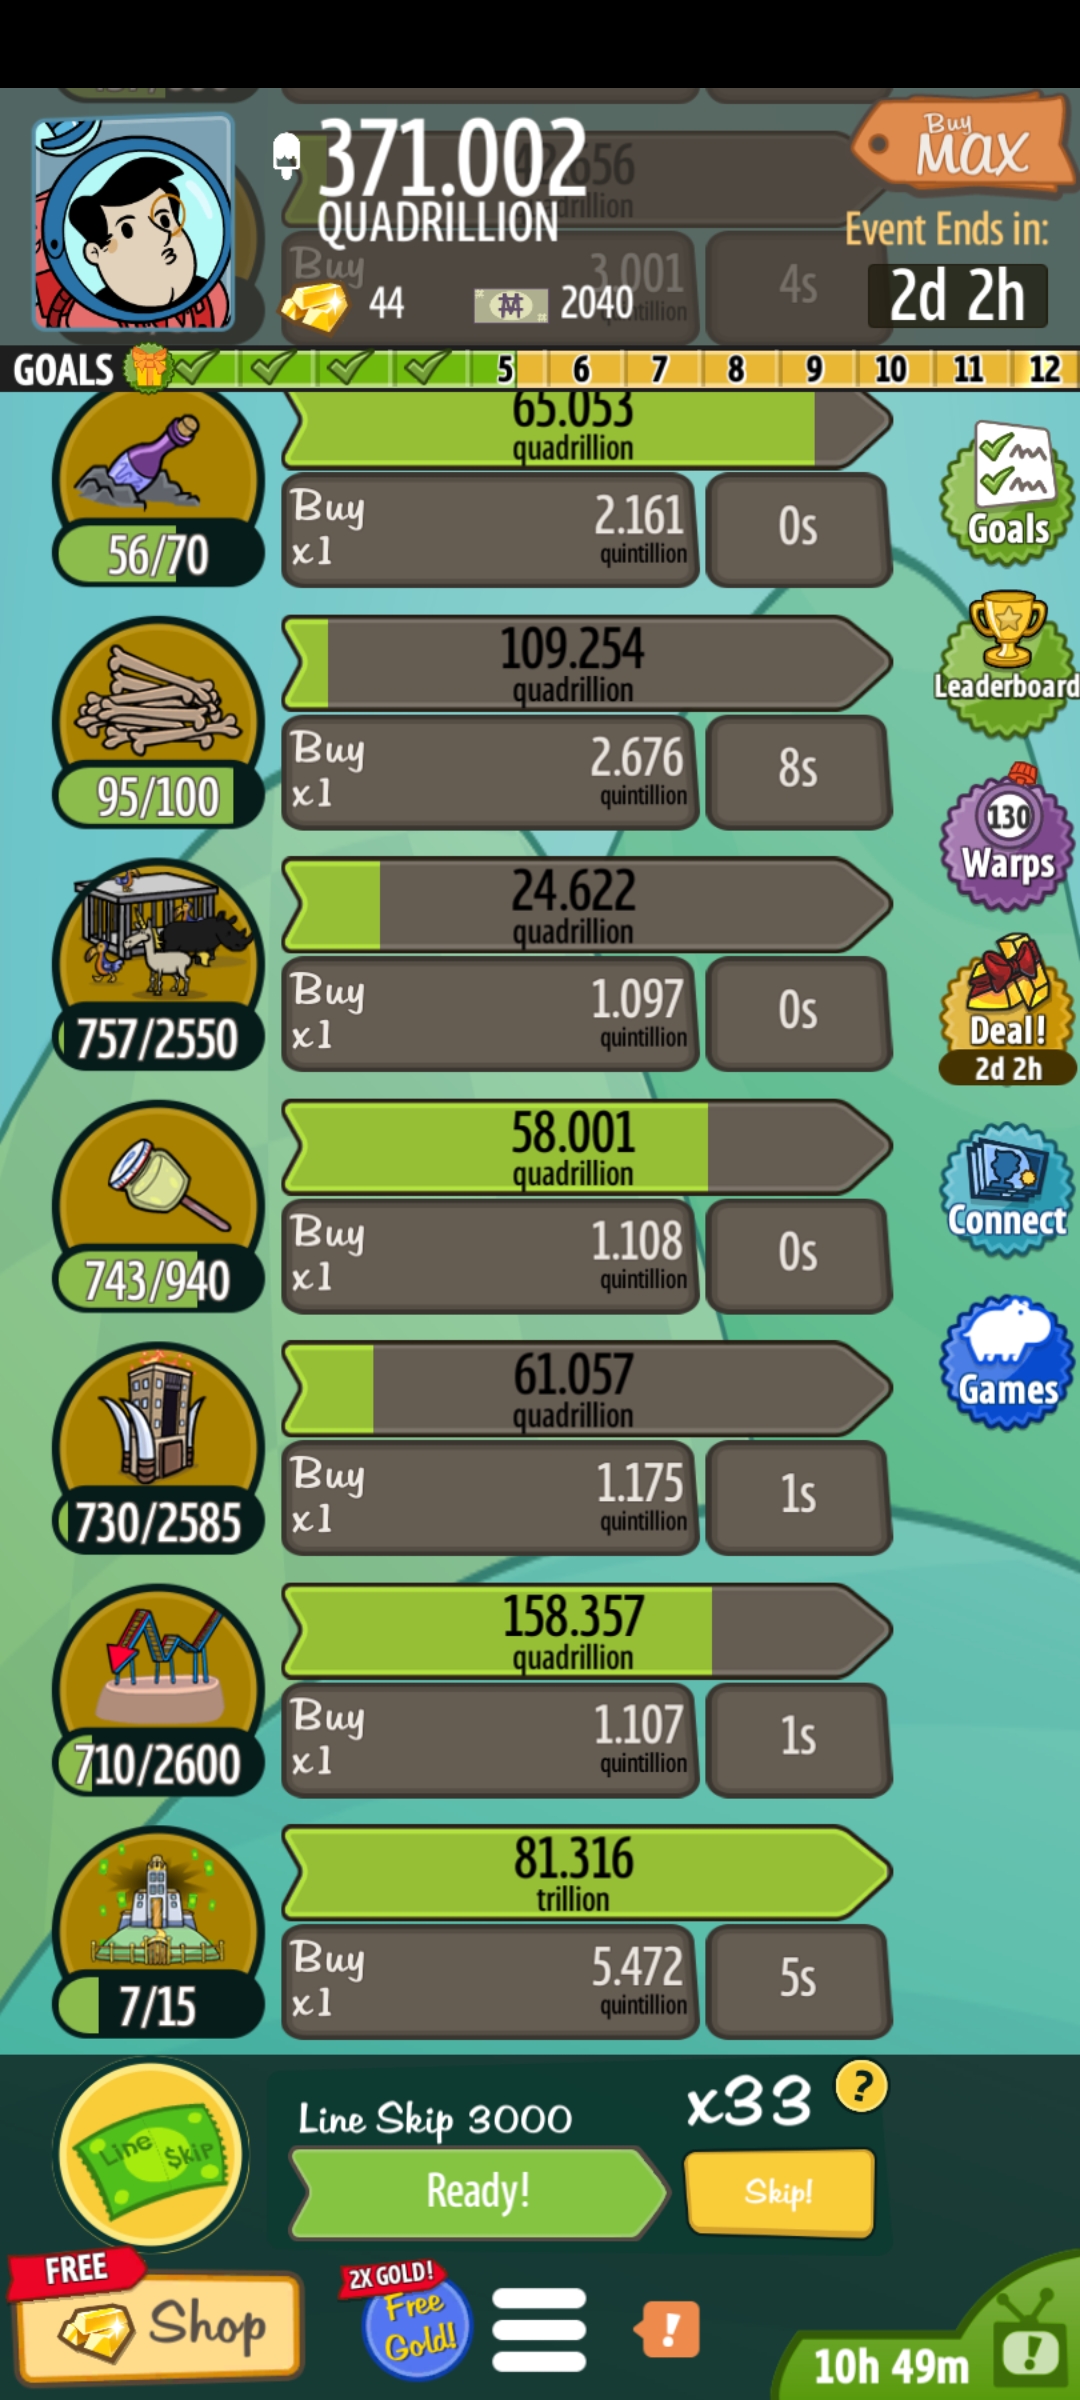 371.002
QUADRILLION
Buy
MAX
Event Ends in:
2d 2h
44
2040
Buy
3.001
4s
GOALS
5 6 7 8 9 10 11 12
65.053
quadrillion
56/70
Buy
x1
2.161
quintillion
0s
Goals
109.254
quadrillion
95/100
Buy
x1
2.676
quintillion
8s
Leaderboard
24.622
quadrillion
757/2550
Buy
x1
1.097
quintillion
0s
130
Warps
Deal!
2d 2h
58.001
quadrillion
743/940
Buy
x1
1.108
quintillion
0s
Connect
61.057
quadrillion
730/2585
Buy
x1
1.175
quintillion
1s
Games
158.357
quadrillion
710/2600
Buy
x1
1.107
quintillion
1s
81.316
trillion
7/15
Buy
x1
5.472
quintillion
5s
Line $kip
Line Skip 3000
x33
?
Ready!
Skip!
FREE
Shop
2X GOLD!
Free
Gold!
!
10h 49m
!